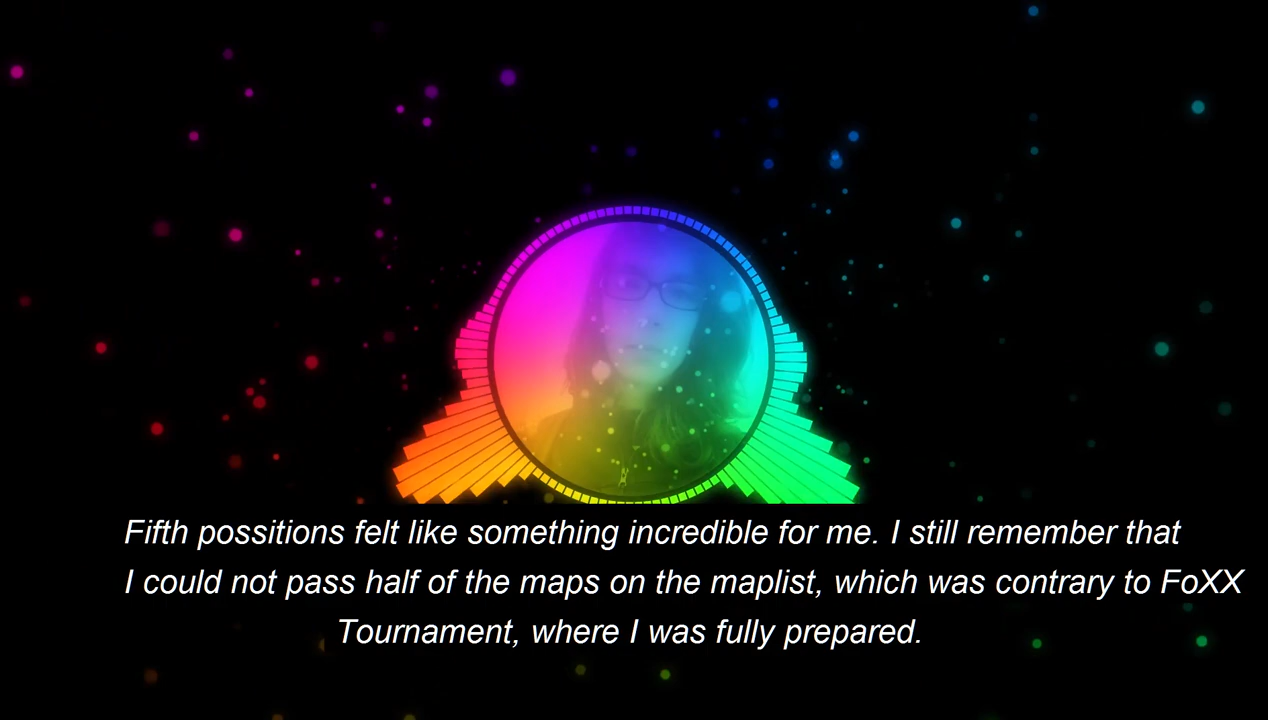 Fifth possitions felt like something incredible for me. I still remember that
I could not pass half of the maps on the maplist, which was contrary to FoXX
Tournament, where I was fully prepared.